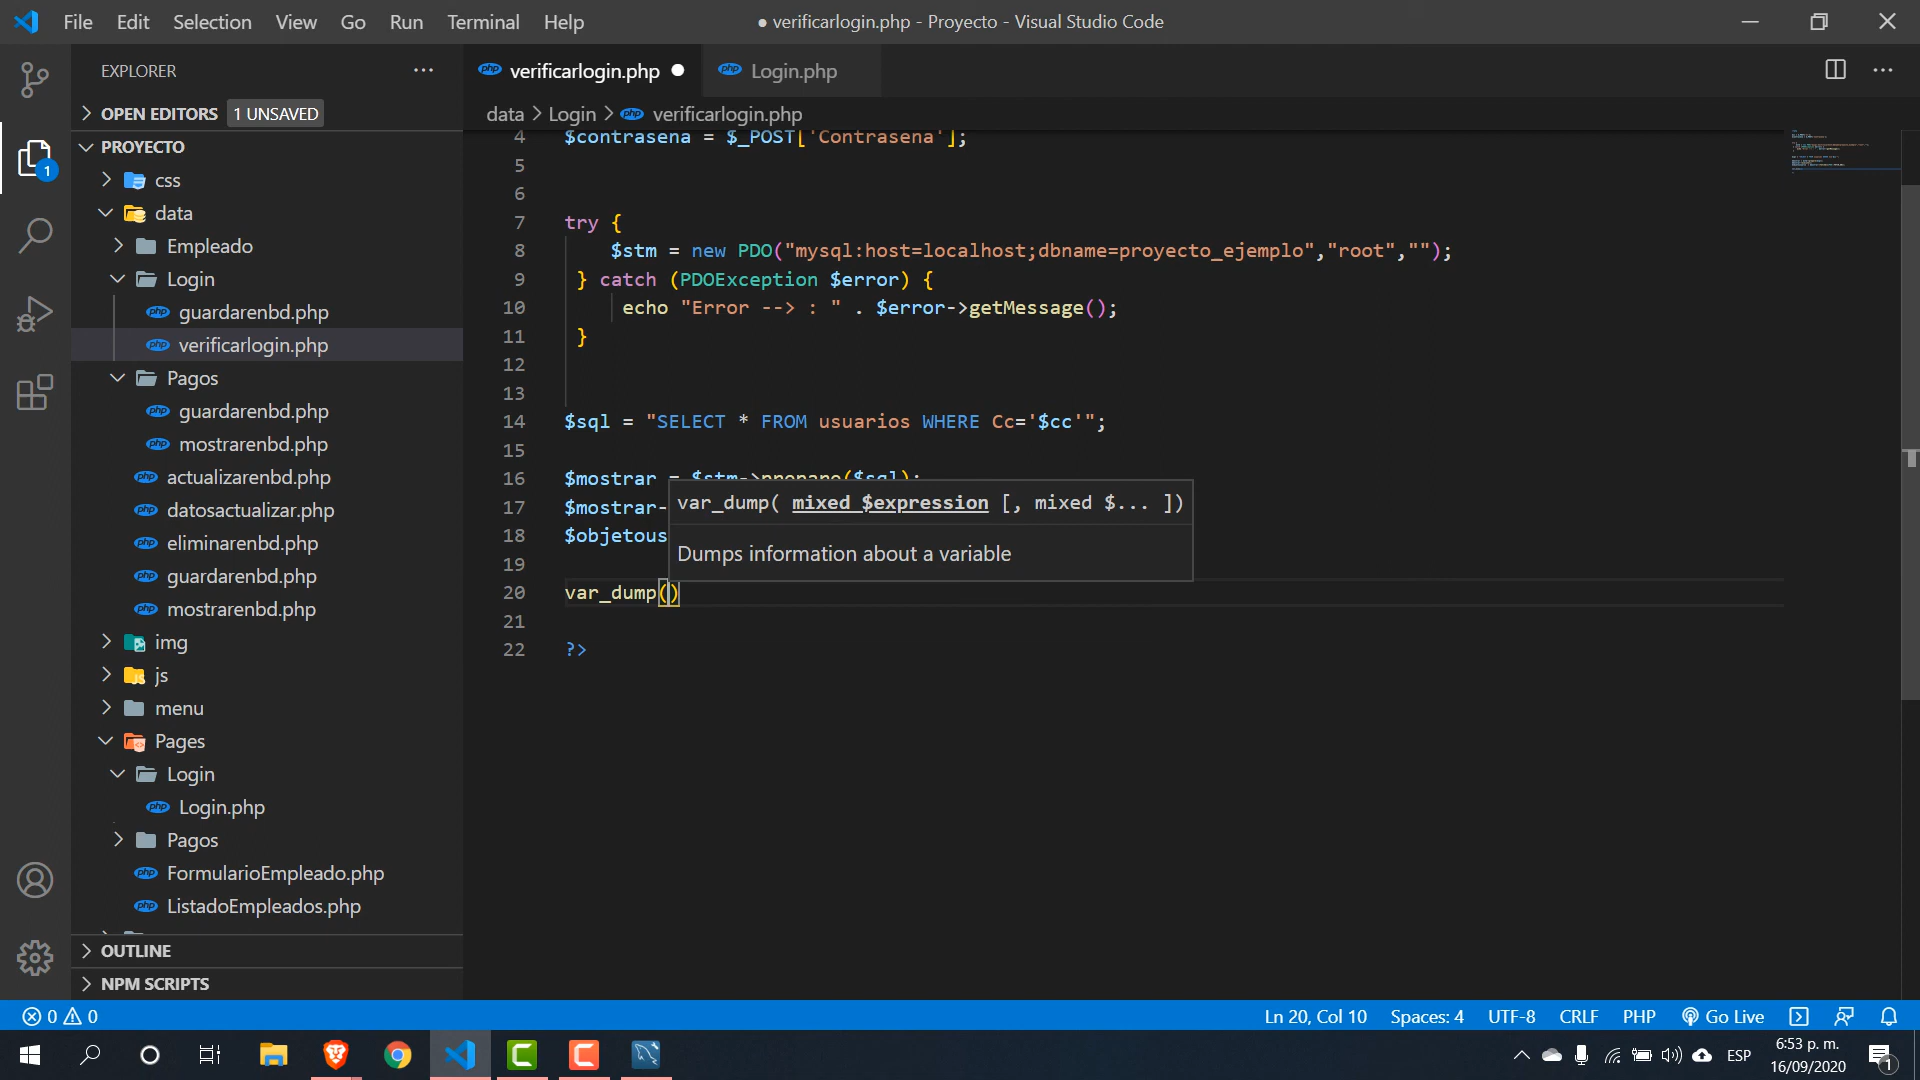 File Edit Selection View Go Run Terminal Help
● verificarlogin.php - Proyecto - Visual Studio Code
EXPLORER
OPEN EDITORS 1 UNSAVED
PROYECTO
css
data
Empleado
Login
guardarenbd.php
verificarlogin.php
Pagos
guardarenbd.php
mostrarenbd.php
actualizarenbd.php
datosactualizar.php
eliminarenbd.php
guardarenbd.php
mostrarenbd.php
img
js
menu
Pages
Login
Login.php
Pagos
FormularioEmpleado.php
ListadoEmpleados.php
OUTLINE
NPM SCRIPTS
1
verificarlogin.php
Login.php
data > Login > verificarlogin.php
4 $contrasena = $_POST['Contrasena'];
5
6
7 try {
8 $stm = new PDO("mysql:host=localhost;dbname=proyecto_ejemplo","root","");
9 } catch (PDOException $error) {
10 echo "Error --> : " . $error->getMessage();
11 }
12
13
14 $sql = "SELECT * FROM usuarios WHERE Cc='$cc'";
15
16 $mostrar = $stm->prepare($sql);
17 $mostrar-
18 $objetous
19
20 var_dump()
21
22 ?>
var_dump( mixed $expression [, mixed $... ])
Dumps information about a variable
0 0
Ln 20, Col 10 Spaces: 4 UTF-8 CRLF PHP Go Live
ESP
6:53 p. m.
16/09/2020
1